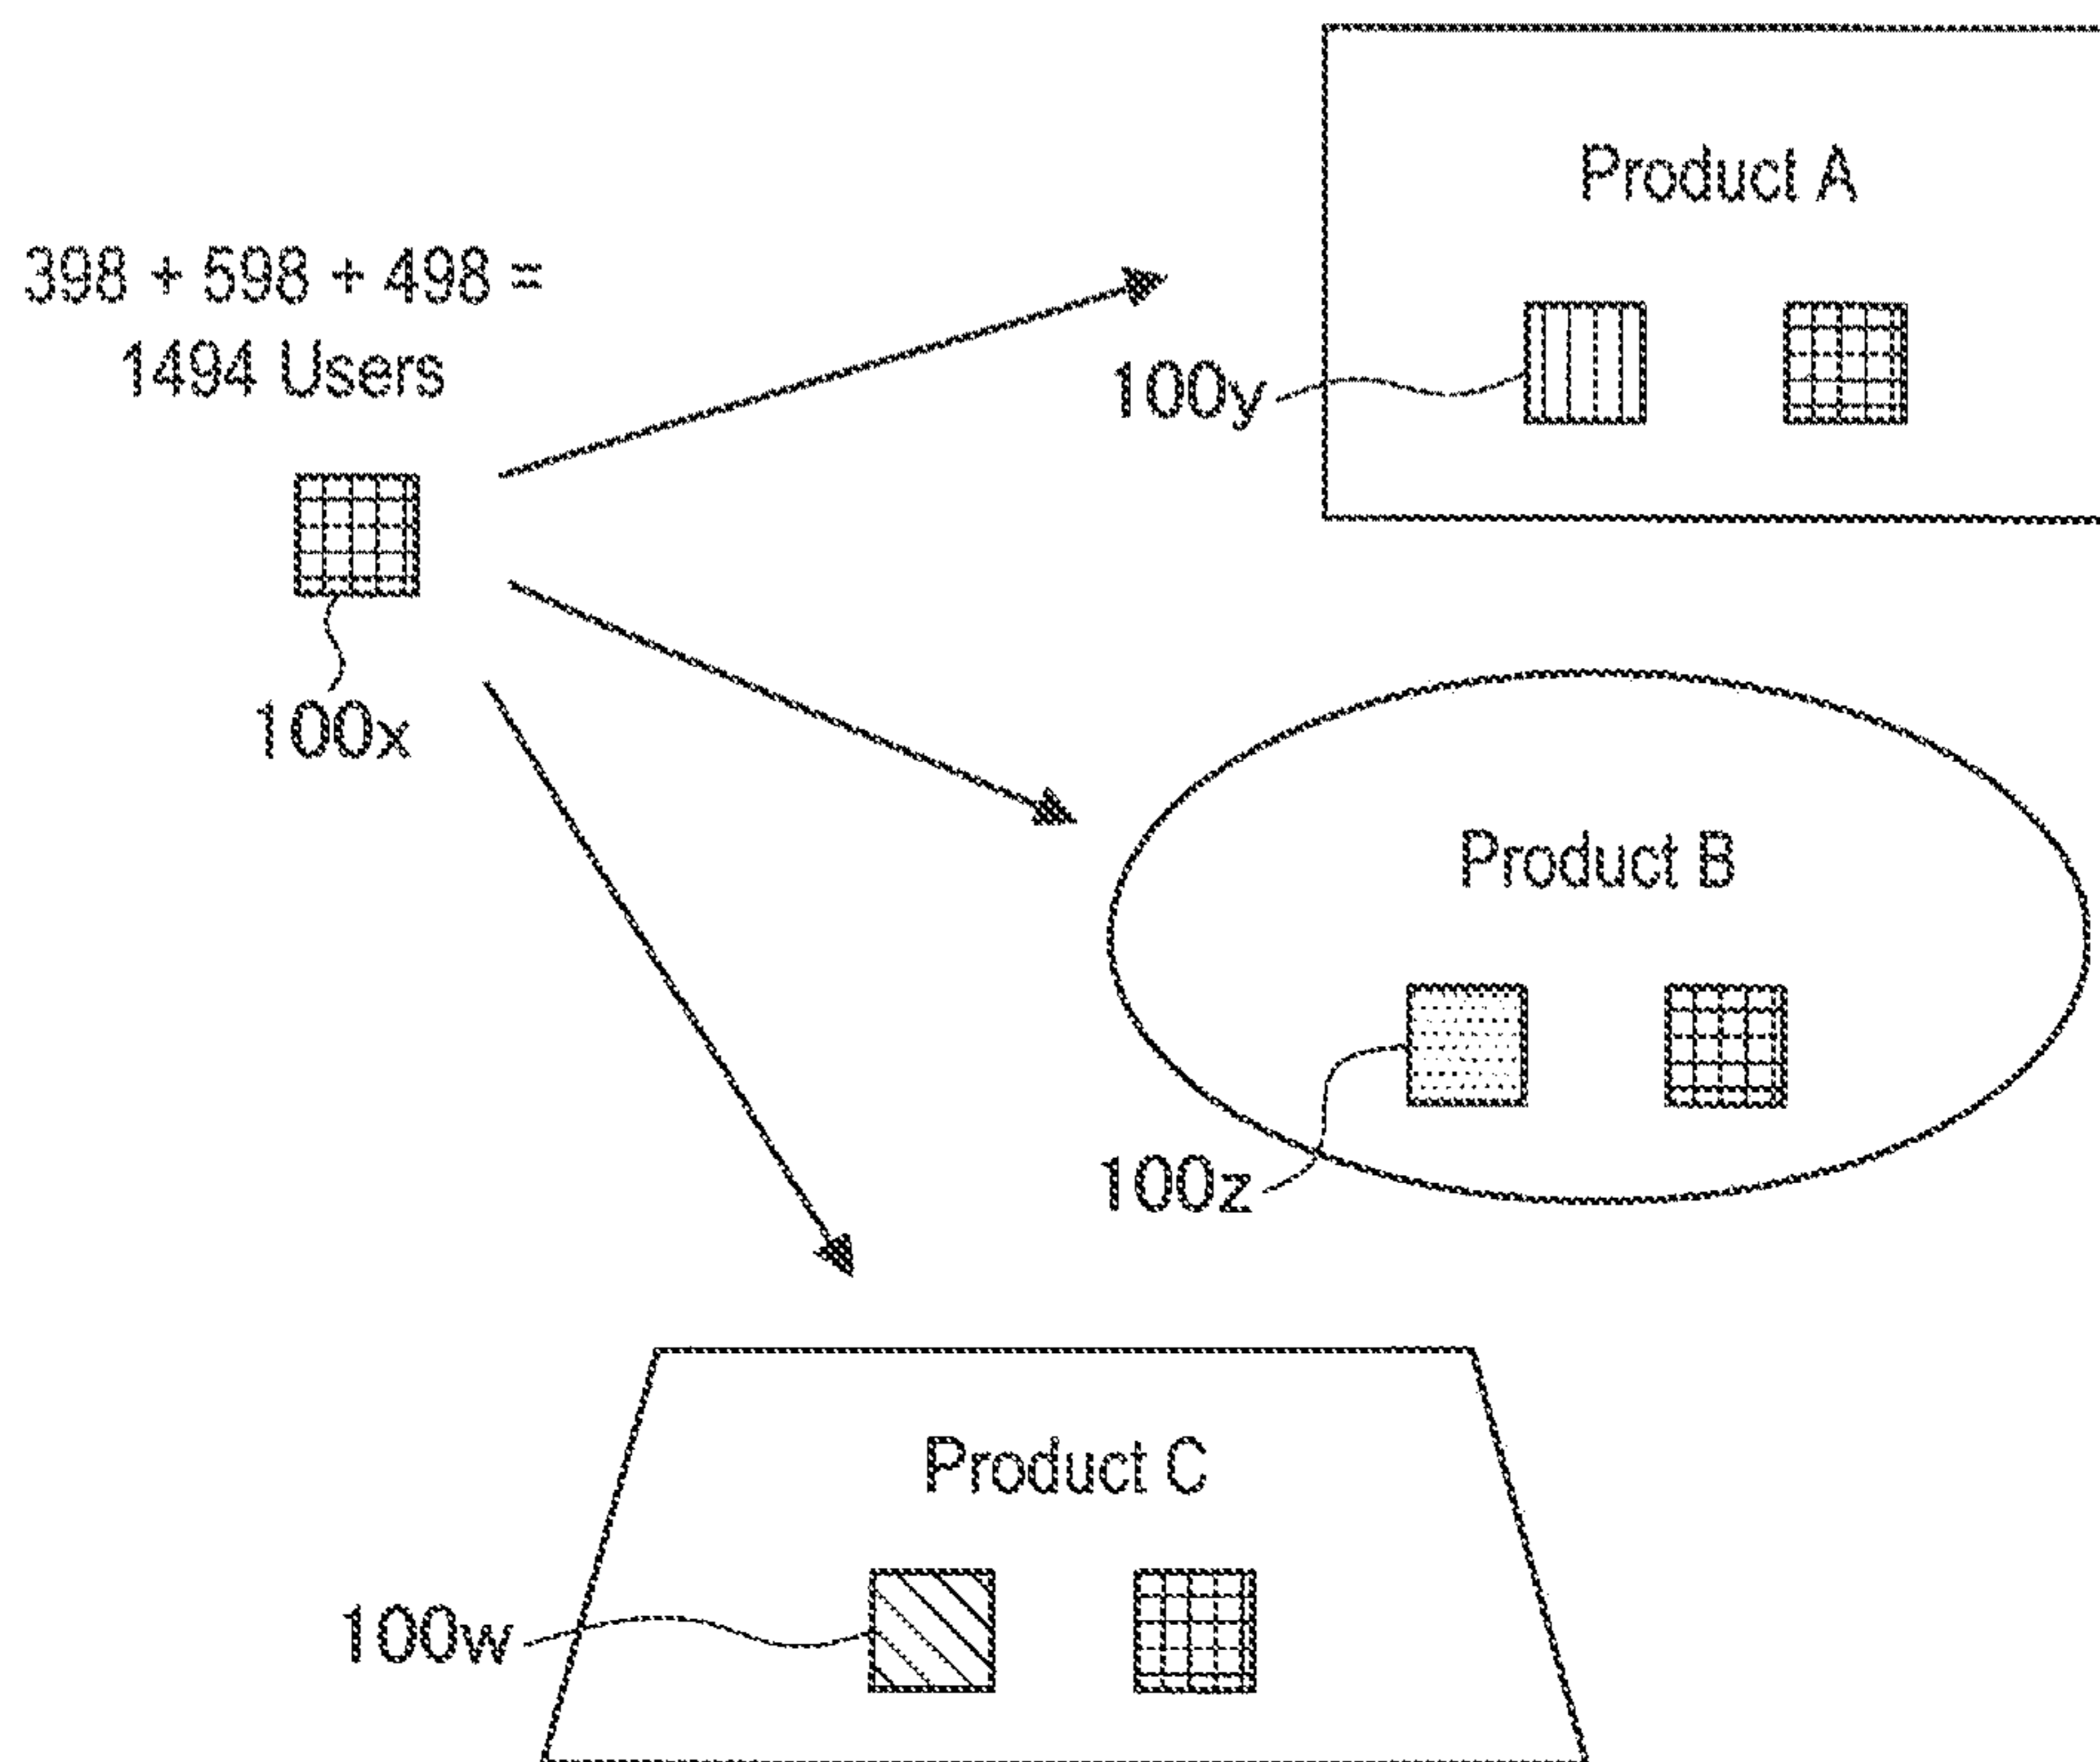 398 + 598 + 498 =
1494 Users
100x
Product A
100y
Product B
100z
Product C
100w